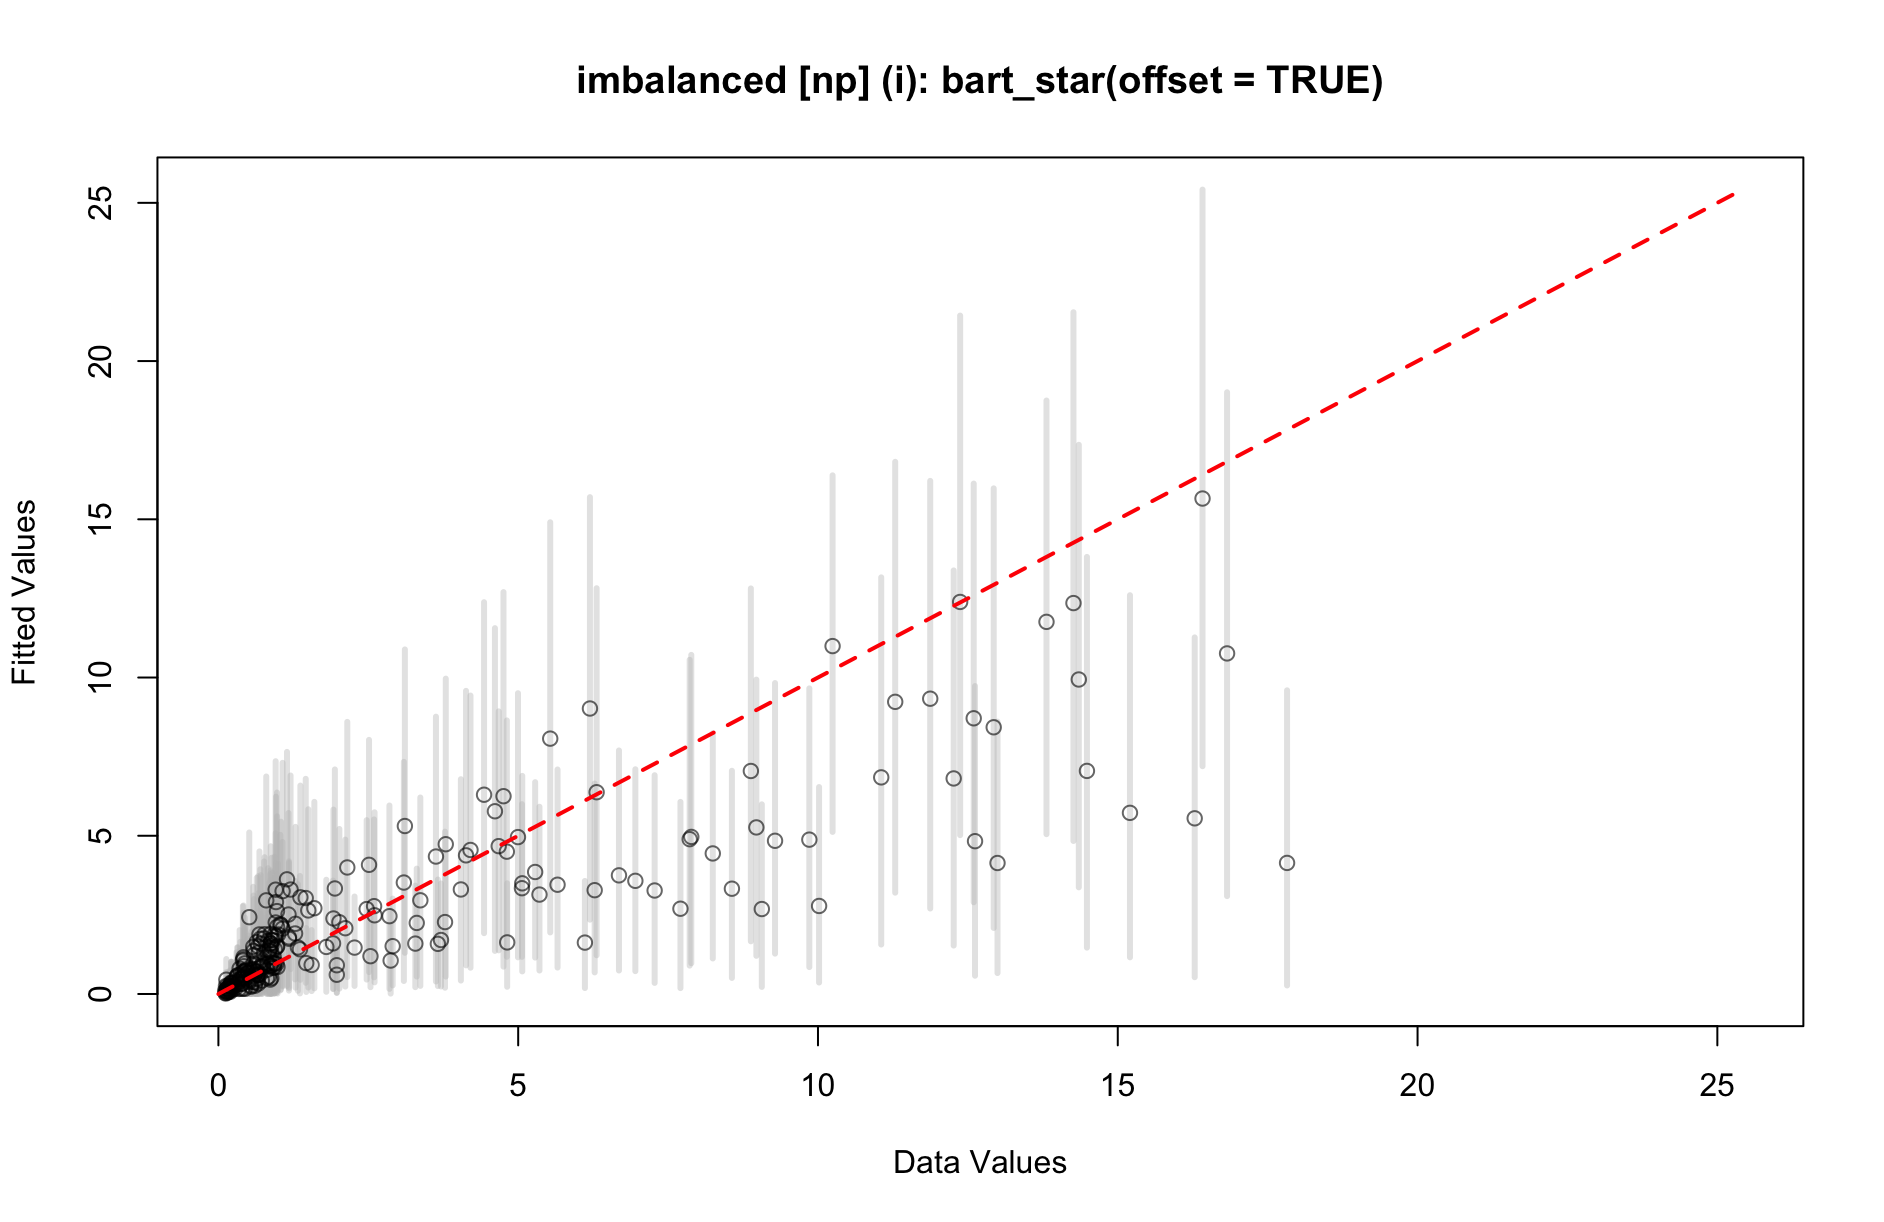 imbalanced [np] (i): bart_star(offset = TRUE)
Fitted Values
25
20
15
10
5
0
0 5 10 15 20 25
Data Values